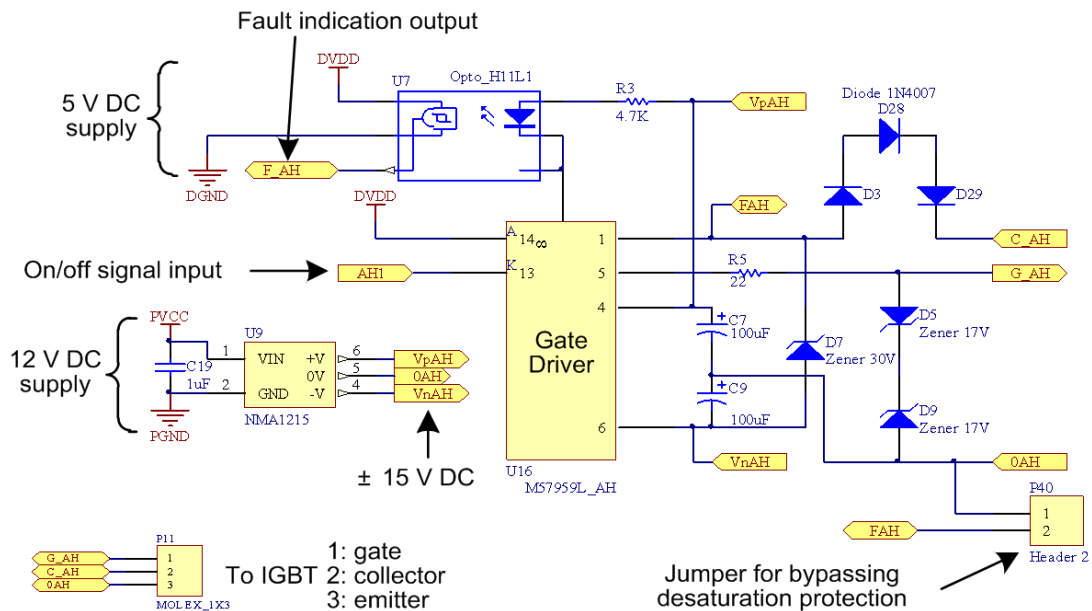 Fault indication output
DVDD
U7
Opto_H11L1
5 V DC
supply
R3
4.7K
VpAH
Diode 1N4007
D28
F_AH
DGND
DVDD
D3
D29
FAH
C_AH
A
14
8
1
On/off signal input
AH1
K
13
5
R5
22
G_AH
4
PVCC
U9
12 V DC
supply
C19
1uF
1
VIN
+V
6
VpAH
0V
5
0AH
2
GND
-V
4
VnAH
NMA1215
PGND
Gate
Driver
+
C7
100uF
D7
Zener 30V
D5
Zener 17V
+
C9
100uF
D9
Zener 17V
6
± 15 V DC
U16
M57959L_AH
VnAH
0AH
P40
1
2
FAH
Header 2
P11
G_AH
1
C_AH
2
0AH
3
MOLEX_1X3
To IGBT
1: gate
2: collector
3: emitter
Jumper for bypassing
desaturation protection